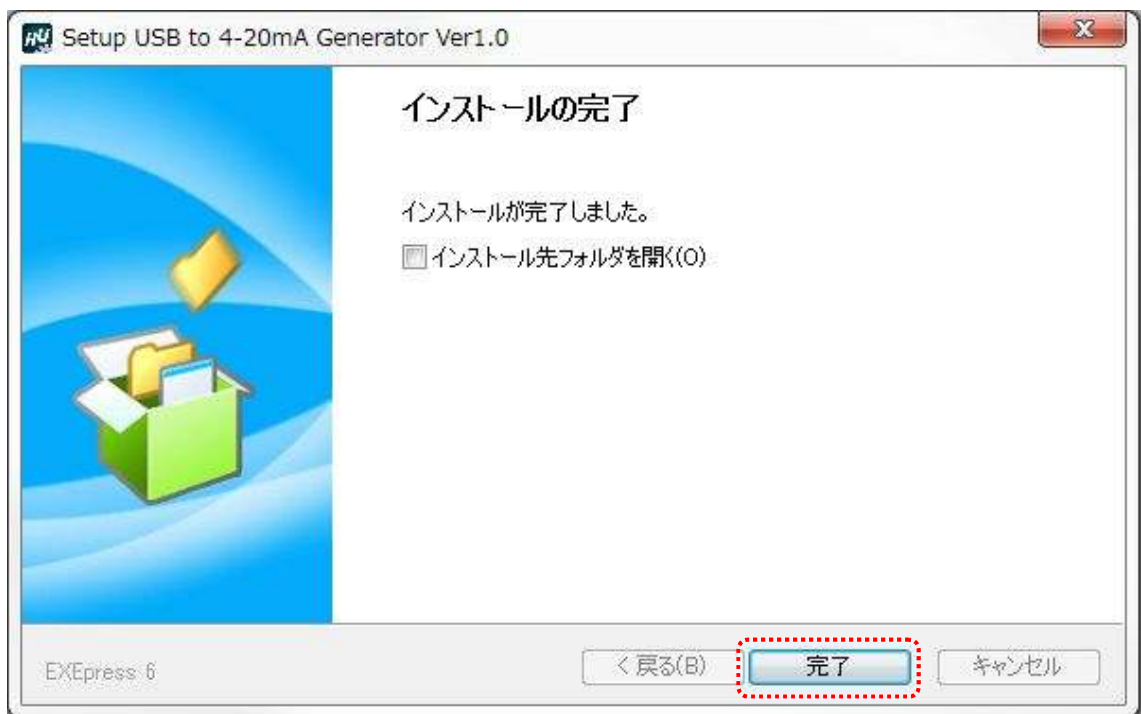 Setup USB to 4-20mA Generator Ver1.0
インストールの完了
インストールが完了しました。
インストール先フォルダを開く(O)
EXEpress 6
< 戻る(B)
完了
キャンセル